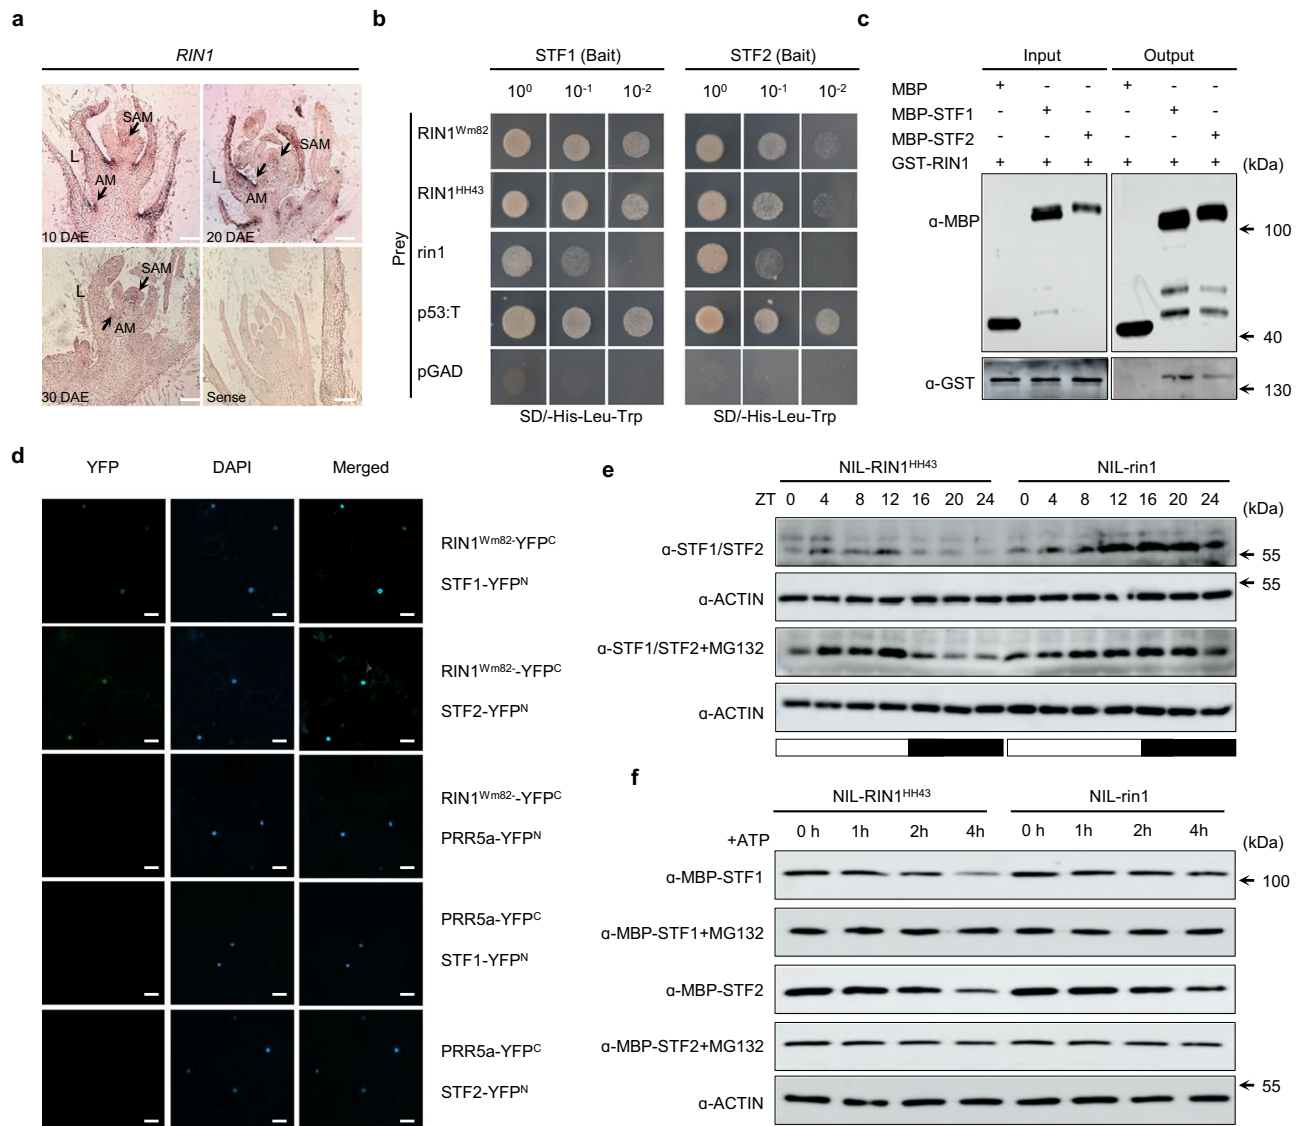 a
RIN1
SAM
L
AM
10 DAE
SAM
L
AM
20 DAE
SAM
L
AM
30 DAE
Sense
b
STF1 (Bait) STF2 (Bait)
10⁰ 10⁻¹ 10⁻² 10⁰ 10⁻¹ 10⁻²
Prey
RIN1ᵂᵐ⁸²
RIN1ᴴᴴ⁴³
rin1
p53:T
pGAD
SD/-His-Leu-Trp SD/-His-Leu-Trp
c
Input Output
MBP + - - + - -
MBP-STF1 - + - - + -
MBP-STF2 - - + - - +
GST-RIN1 + + + + + + (kDa)
α-MBP
100
40
α-GST
130
d
YFP DAPI Merged
RIN1ᵂᵐ⁸²⁻YFPᶜ
STF1-YFPᴺ
RIN1ᵂᵐ⁸²⁻-YFPᶜ
STF2-YFPᴺ
RIN1ᵂᵐ⁸²⁻-YFPᶜ
PRR5a-YFPᴺ
PRR5a-YFPᶜ
STF1-YFPᴺ
PRR5a-YFPᶜ
STF2-YFPᴺ
e
NIL-RIN1ᴴᴴ⁴³ NIL-rin1
ZT 0 4 8 12 16 20 24 0 4 8 12 16 20 24 (kDa)
α-STF1/STF2
55
α-ACTIN
55
α-STF1/STF2+MG132
α-ACTIN
f
NIL-RIN1ᴴᴴ⁴³ NIL-rin1
+ATP 0 h 1h 2h 4h 0 h 1h 2h 4h (kDa)
α-MBP-STF1
100
α-MBP-STF1+MG132
α-MBP-STF2
α-MBP-STF2+MG132
α-ACTIN
55